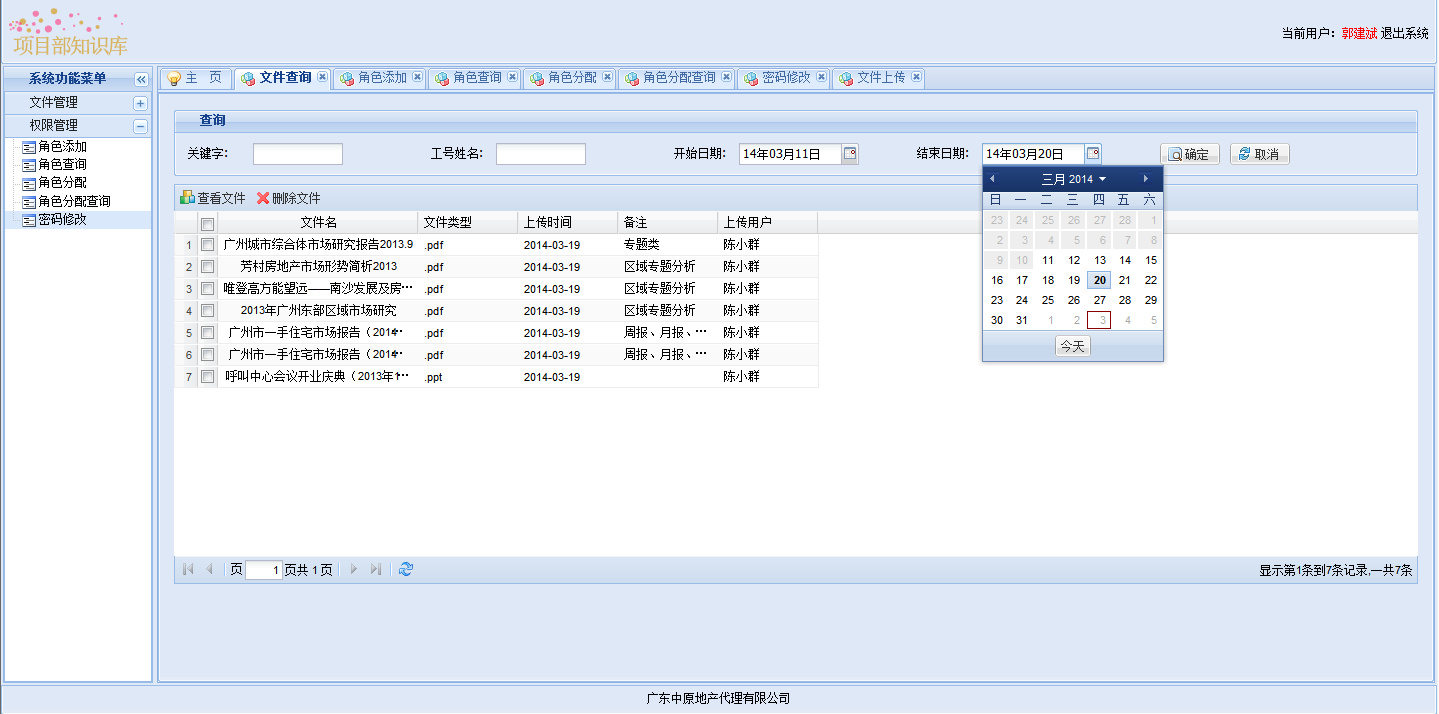 项目部知识库
当前用户: 郭建斌 退出系统
系统功能菜单
文件管理
权限管理
角色添加
角色查询
角色分配
角色分配查询
密码修改
主 页 文件查询 角色添加 角色查询 角色分配 角色分配查询 密码修改 文件上传
查询
关键字: 工号姓名: 开始日期: 14年03月11日 结束日期: 14年03月20日 确定 取消
查看文件 删除文件
文件名 文件类型 上传时间 备注 上传用户
1 广州城市综合体市场研究报告2013.9 .pdf 2014-03-19 专题类 陈小群
2 芳村房地产市场形势简析2013 .pdf 2014-03-19 区域专题分析 陈小群
3 唯登高方能望远——南沙发展及房… .pdf 2014-03-19 区域专题分析 陈小群
4 2013年广州东部区域市场研究 .pdf 2014-03-19 区域专题分析 陈小群
5 广州市一手住宅市场报告（2014… .pdf 2014-03-19 周报、月报、… 陈小群
6 广州市一手住宅市场报告（2014… .pdf 2014-03-19 周报、月报、… 陈小群
7 呼叫中心会议开业庆典（2013年1… .ppt 2014-03-19 陈小群
三月 2014
日 一 二 三 四 五 六
23 24 25 26 27 28 1
2 3 4 5 6 7 8
9 10 11 12 13 14 15
16 17 18 19 20 21 22
23 24 25 26 27 28 29
30 31 1 2 3 4 5
今天
页 1 页共 1 页
显示第1条到7条记录,一共7条
广东中原地产代理有限公司